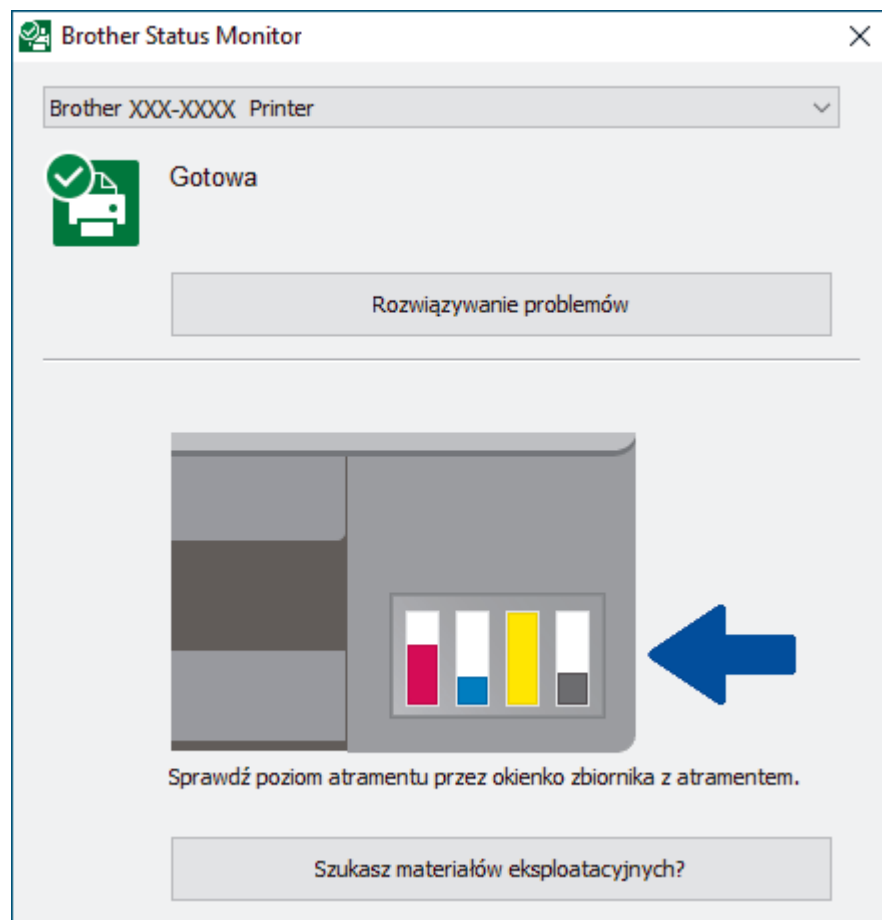 Brother Status Monitor
Brother XXX-XXXX Printer
Gotowa
Rozwiązywanie problemów
Sprawdź poziom atramentu przez okienko zbiornika z atramentem.
Szukasz materiałów eksploatacyjnych?